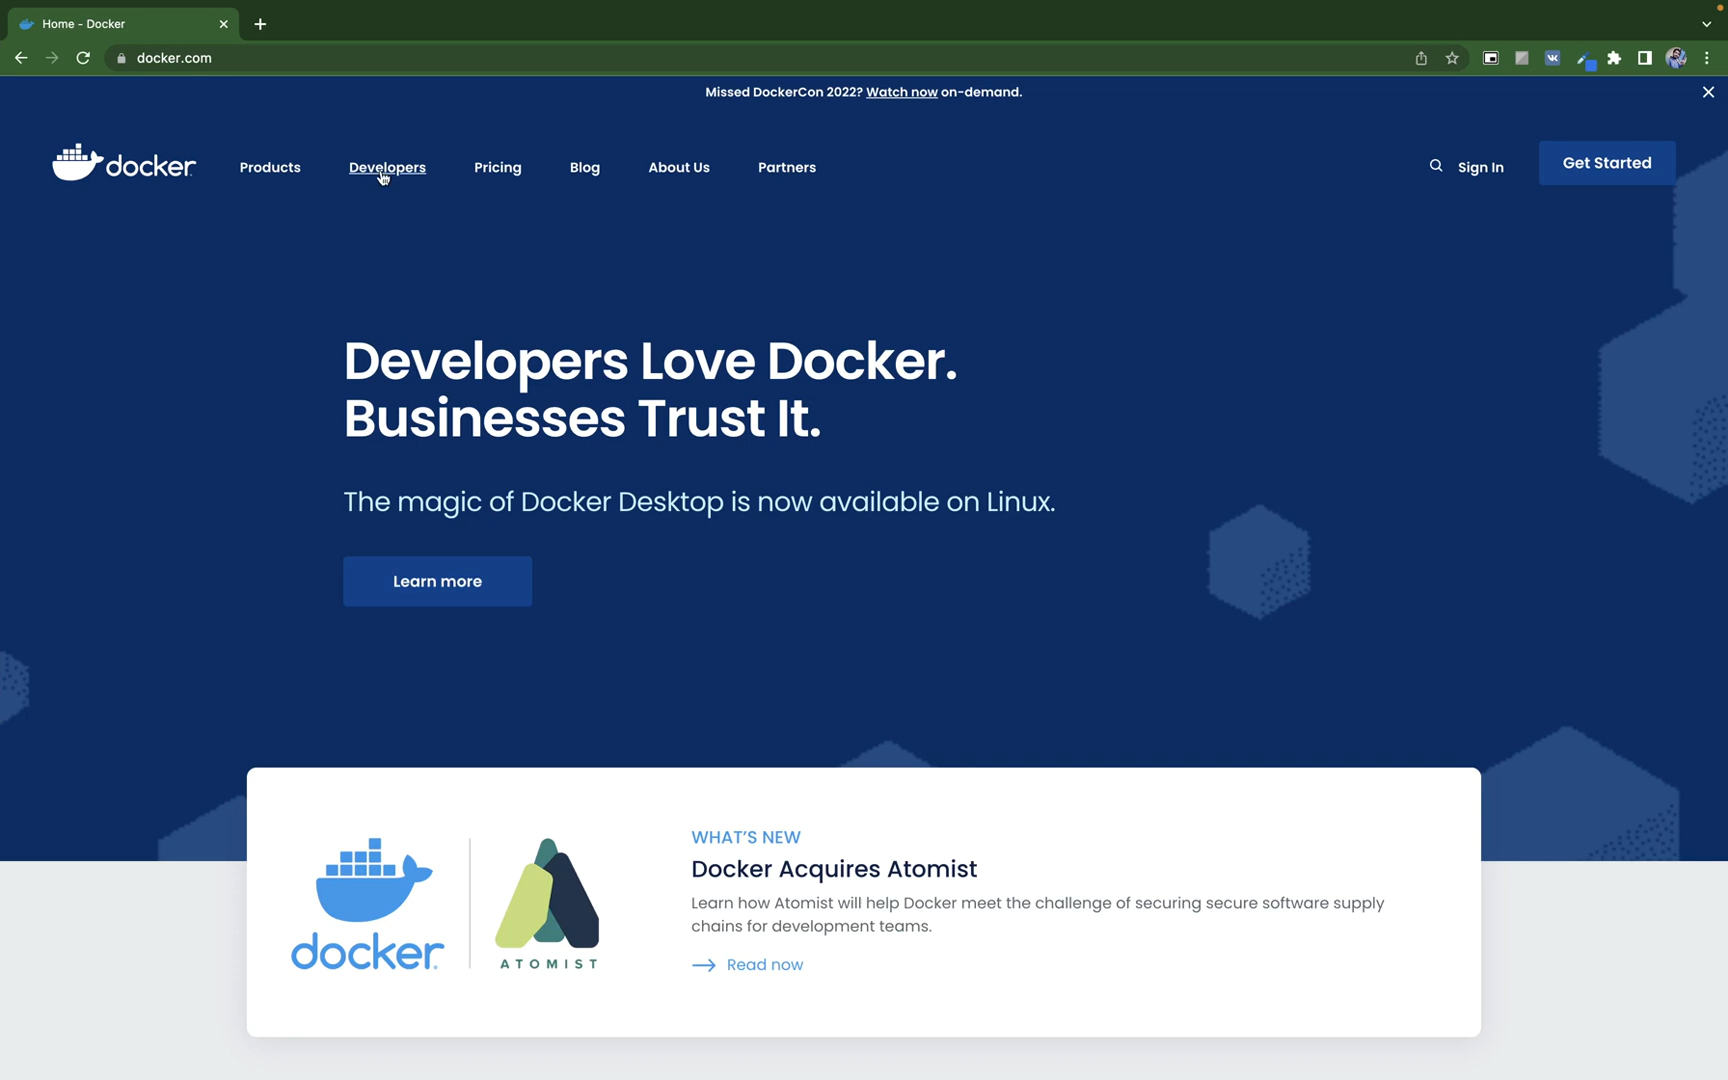 Home - Docker
docker.com
Missed DockerCon 2022? Watch now on-demand.
docker
Products
Developers
Pricing
Blog
About Us
Partners
Sign In
Get Started
Developers Love Docker.
Businesses Trust It.
The magic of Docker Desktop is now available on Linux.
Learn more
docker
ATOMIST
WHAT’S NEW
Docker Acquires Atomist
Learn how Atomist will help Docker meet the challenge of securing secure software supply
chains for development teams.
Read now